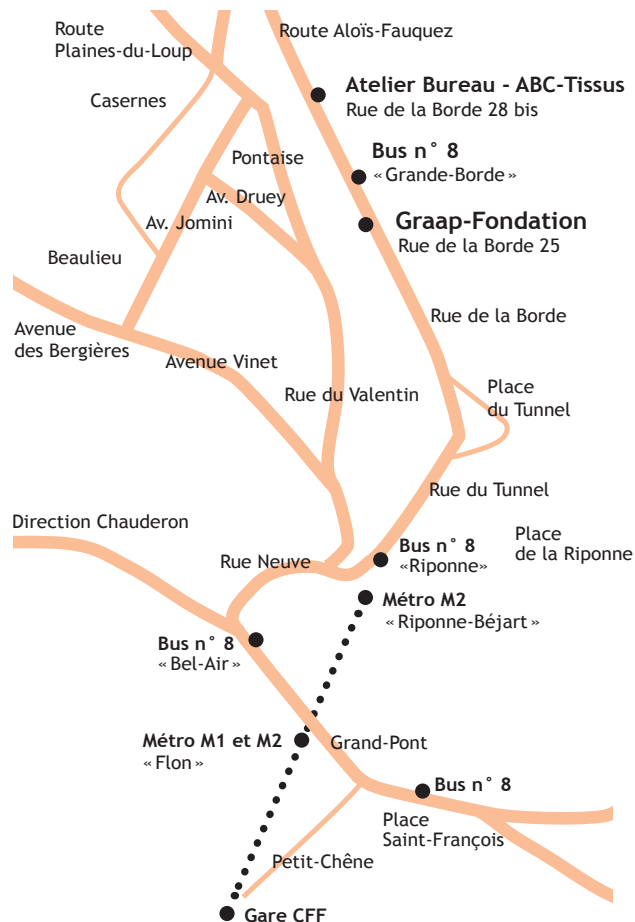 Route
Plaines-du-Loup
Route Aloïs-Fauquez
Casernes
Atelier Bureau - ABC-Tissus
Rue de la Borde 28 bis
Pontaise
Bus n° 8
« Grande-Borde »
Av. Druey
Av. Jomini
Graap-Fondation
Rue de la Borde 25
Beaulieu
Rue de la Borde
Avenue
des Bergières
Avenue Vinet
Rue du Valentin
Place
du Tunnel
Rue du Tunnel
Direction Chauderon
Place
de la Riponne
Bus n° 8
«Riponne»
Rue Neuve
Métro M2
« Riponne-Béjart »
Bus n° 8
« Bel-Air »
Métro M1 et M2
« Flon »
Grand-Pont
Bus n° 8
Place
Saint-François
Petit-Chêne
Gare CFF